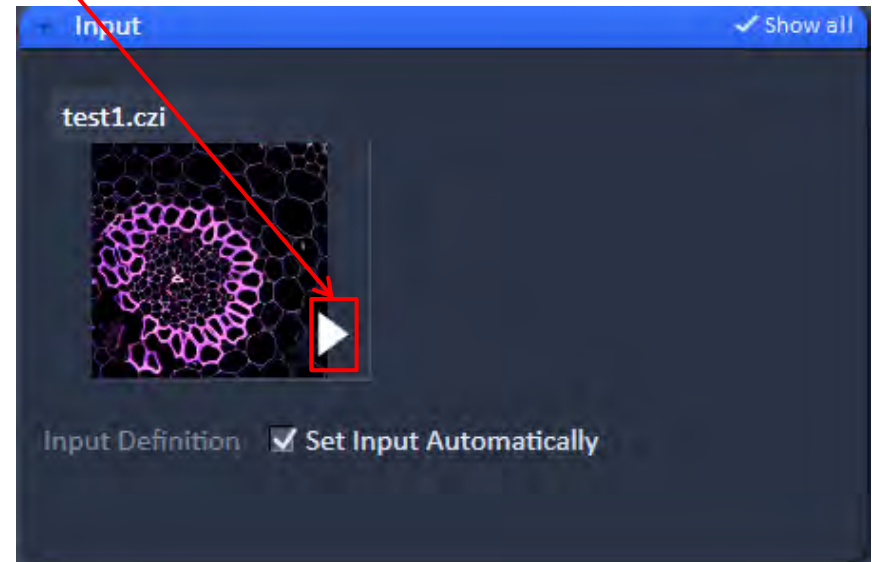 Input
Show all
test1.czi
Input Definition
Set Input Automatically